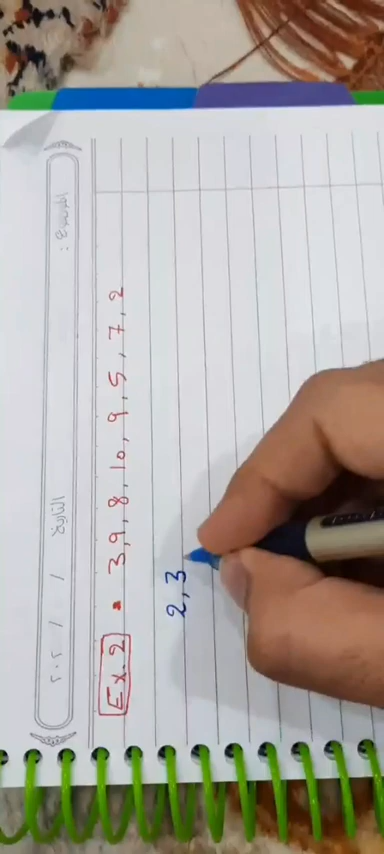 الموضوع :
التاريخ / / ٢٠٢
Ex. 2 • 3, 9, 8, 10, 9, 5, 7, 2
2, 3